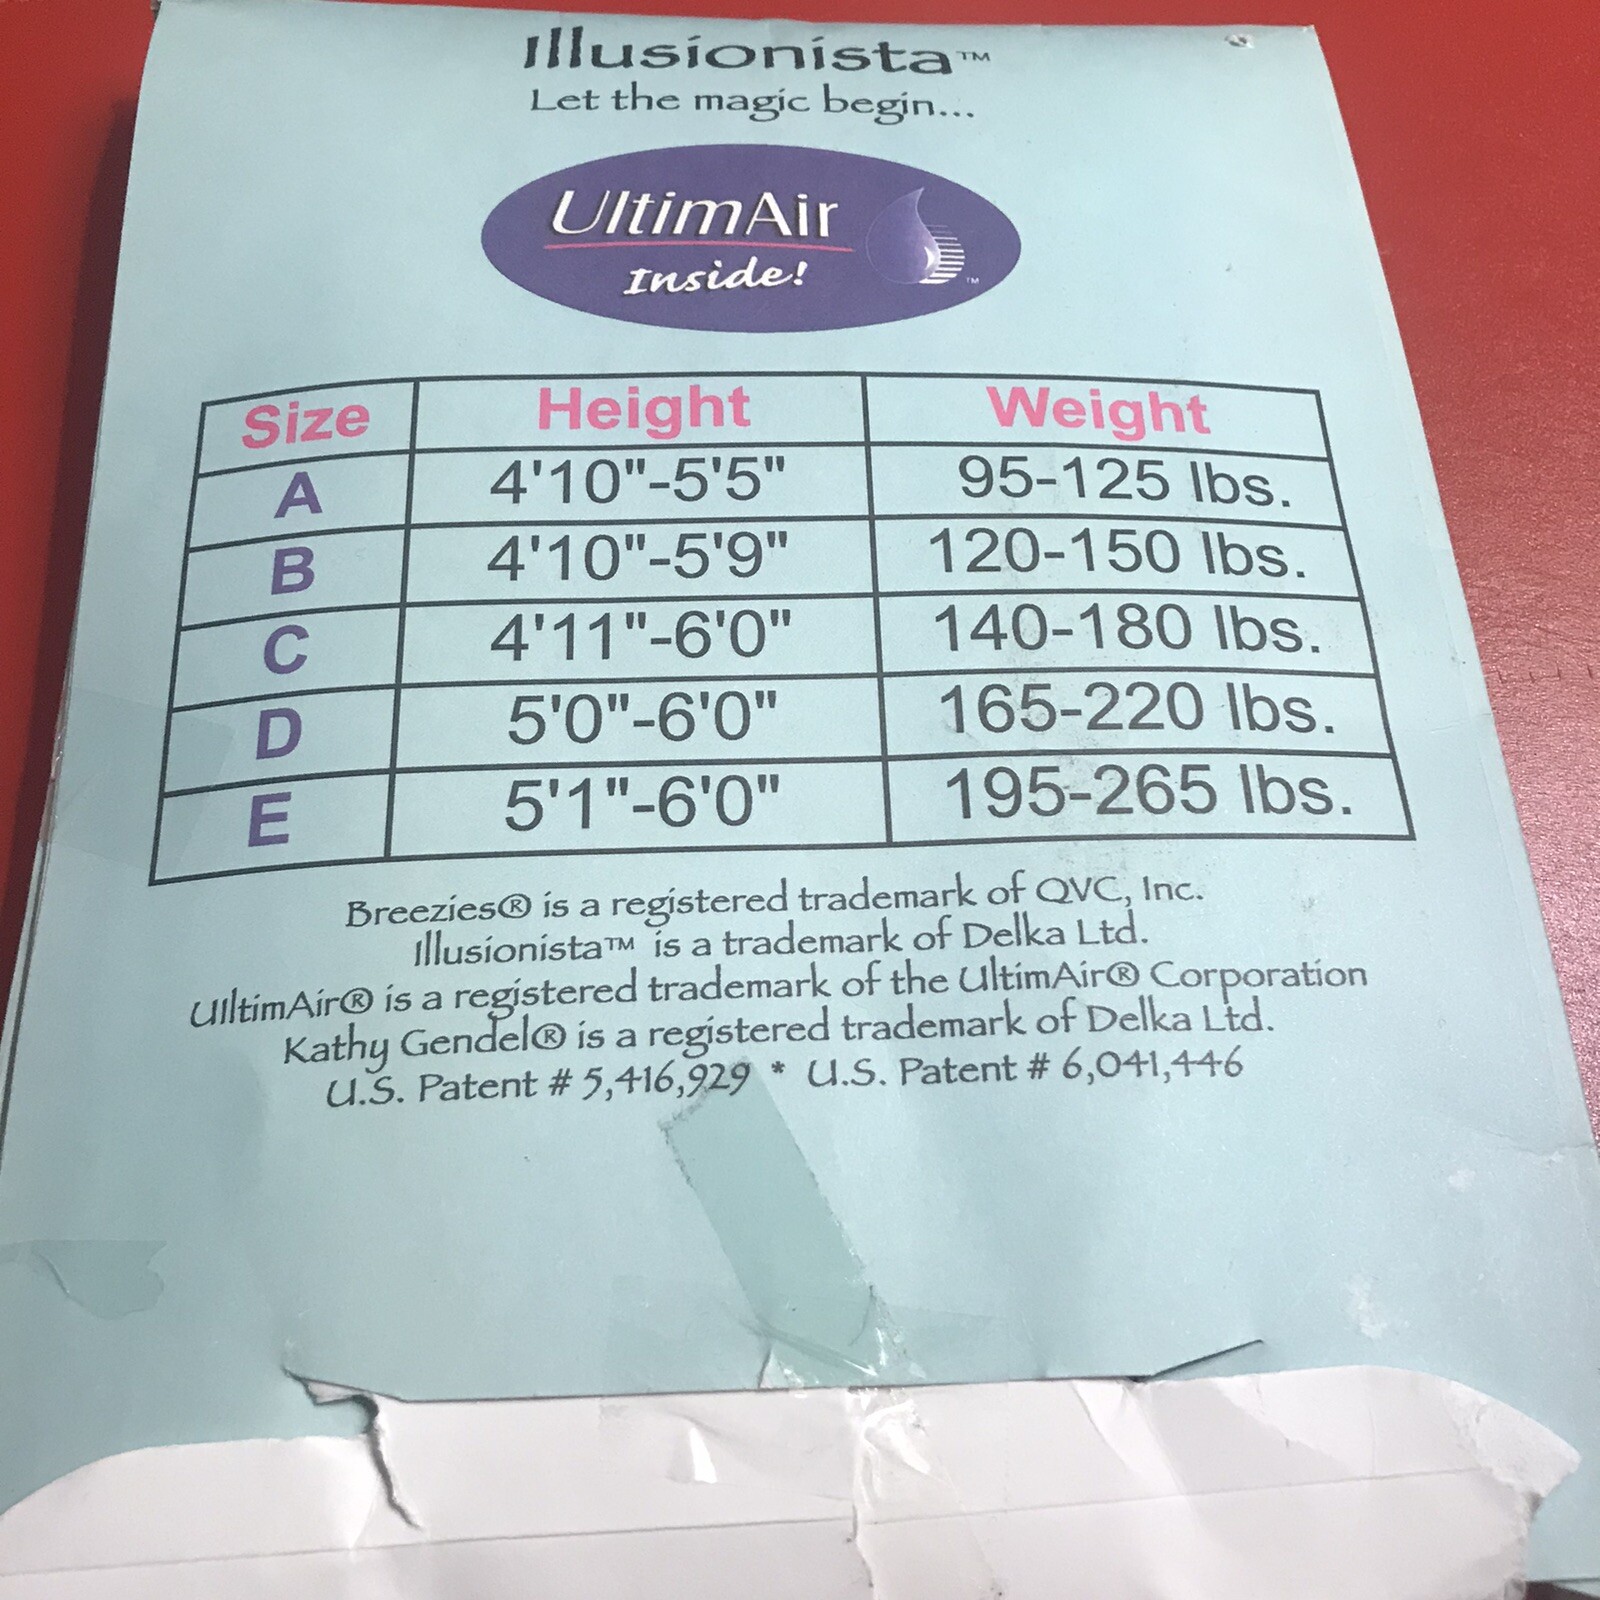 Illusionista™
Let the magic begin...
UltimAir
Inside!
™
Size Height Weight
A 4'10"-5'5" 95-125 lbs.
B 4'10"-5'9" 120-150 lbs.
C 4'11"-6'0" 140-180 lbs.
D 5'0"-6'0" 165-220 lbs.
E 5'1"-6'0" 195-265 lbs.
Breezies® is a registered trademark of QVC, Inc.
Illusionista™ is a trademark of Delka Ltd.
UIltimAir® is a registered trademark of the UltimAir® Corporation
Kathy Gendel® is a registered trademark of Delka Ltd.
U.S. Patent # 5,416,929 * U.S. Patent # 6,041,446